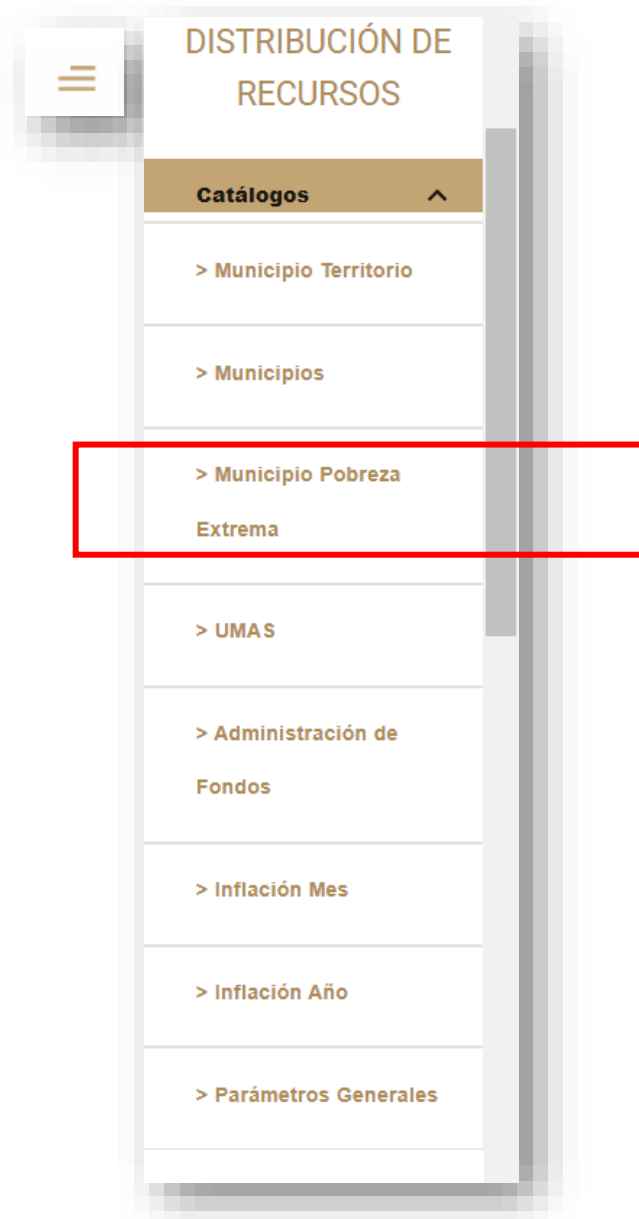 DISTRIBUCIÓN DE
RECURSOS
Catálogos
> Municipio Territorio
> Municipios
> Municipio Pobreza
Extrema
> UMAS
> Administración de
Fondos
> Inflación Mes
> Inflación Año
> Parámetros Generales